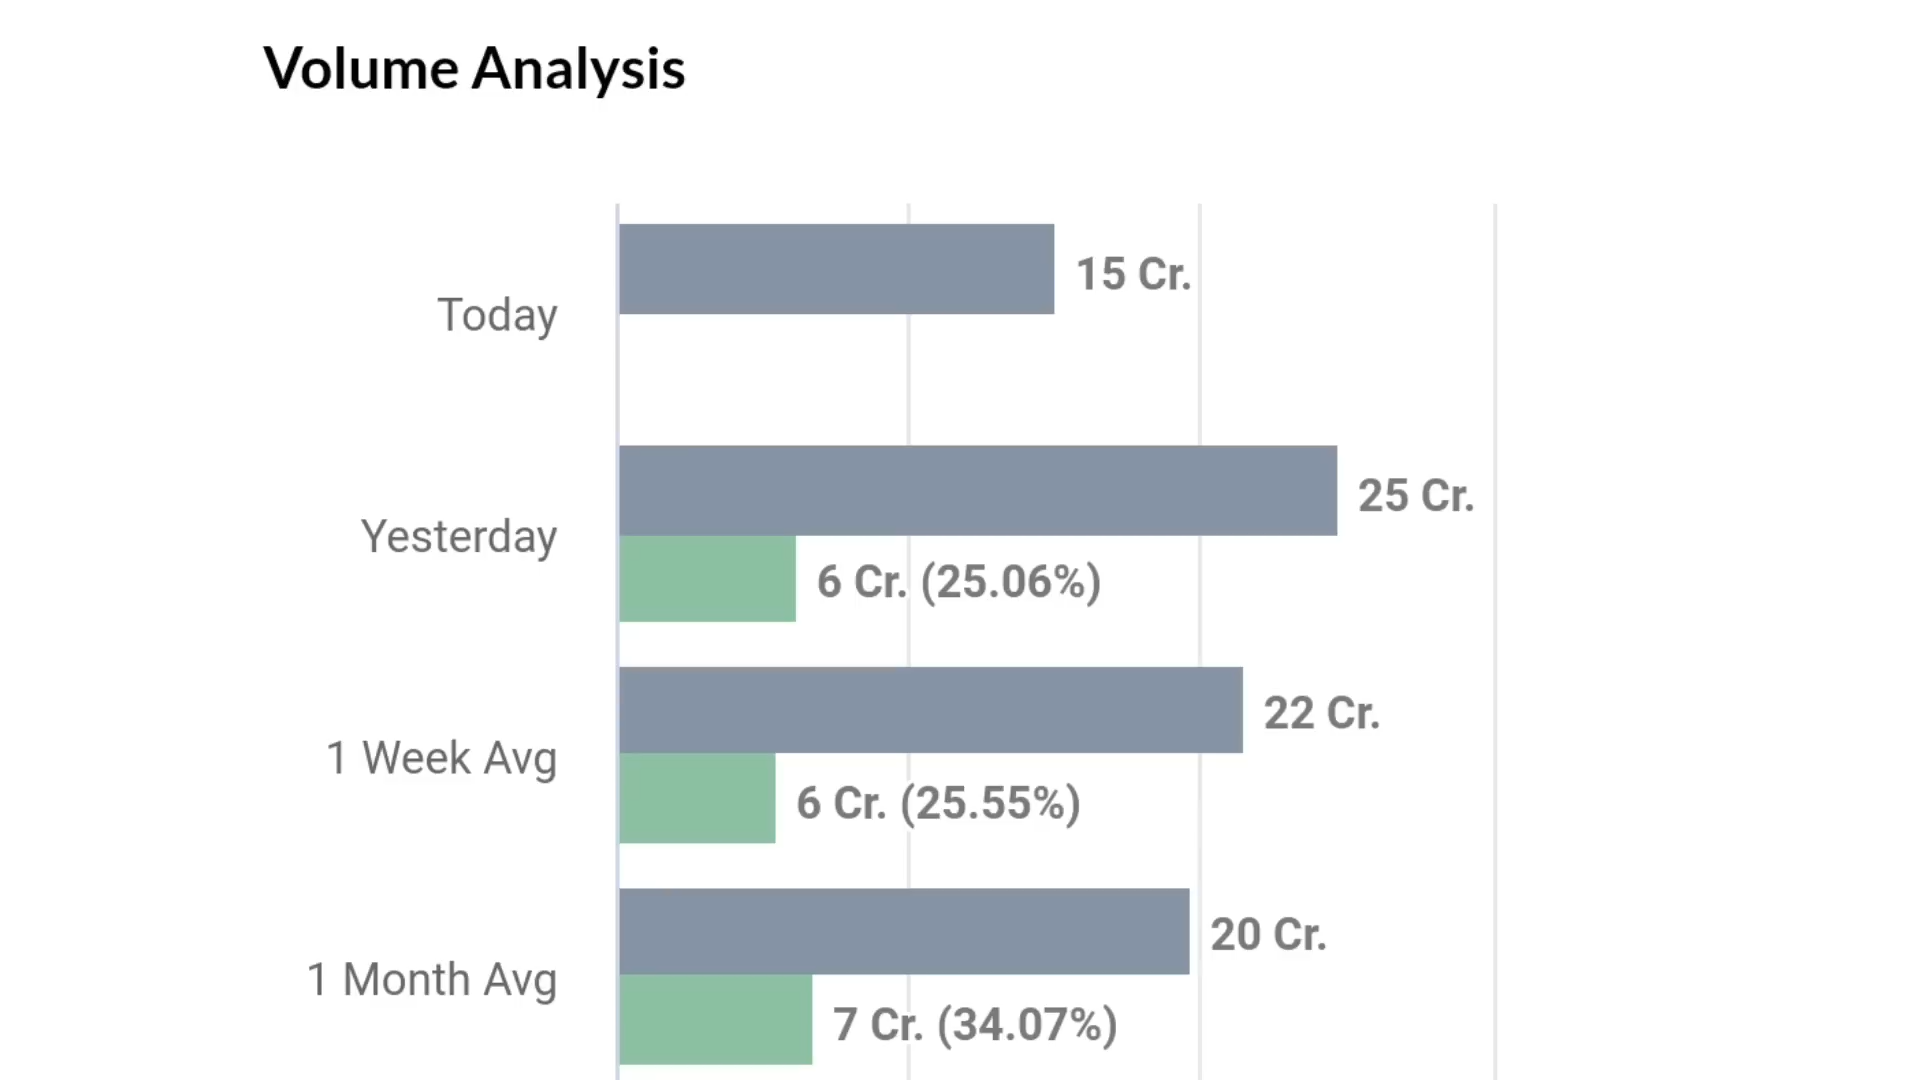 Volume Analysis
Today
15 Cr.
Yesterday
25 Cr.
6 Cr. (25.06%)
1 Week Avg
22 Cr.
6 Cr. (25.55%)
1 Month Avg
20 Cr.
7 Cr. (34.07%)